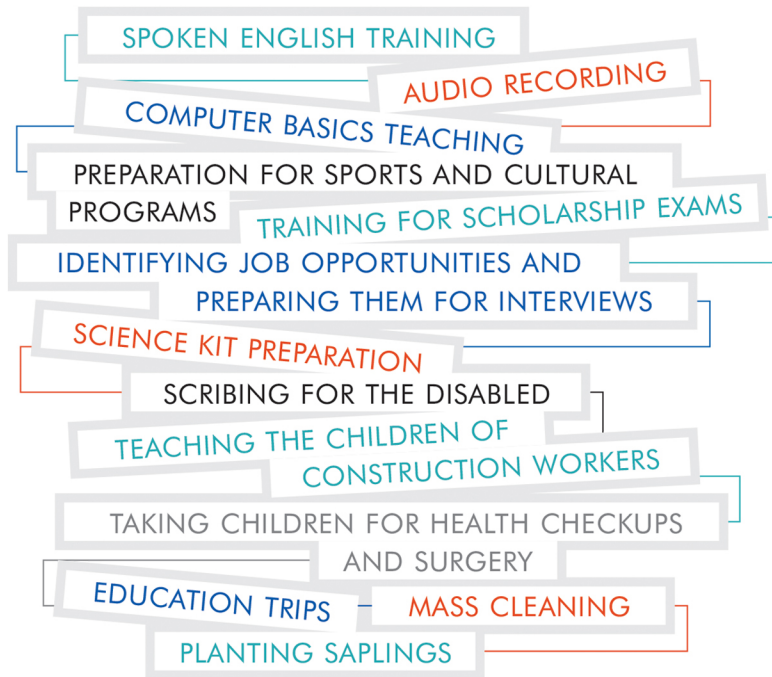 SPOKEN ENGLISH TRAINING
AUDIO RECORDING
COMPUTER BASICS TEACHING
PREPARATION FOR SPORTS AND CULTURAL
PROGRAMS
TRAINING FOR SCHOLARSHIP EXAMS
IDENTIFYING JOB OPPORTUNITIES AND
PREPARING THEM FOR INTERVIEWS
SCIENCE KIT PREPARATION
SCRIBING FOR THE DISABLED
TEACHING THE CHILDREN OF
CONSTRUCTION WORKERS
TAKING CHILDREN FOR HEALTH CHECKUPS
AND SURGERY
EDUCATION TRIPS
MASS CLEANING
PLANTING SAPLINGS